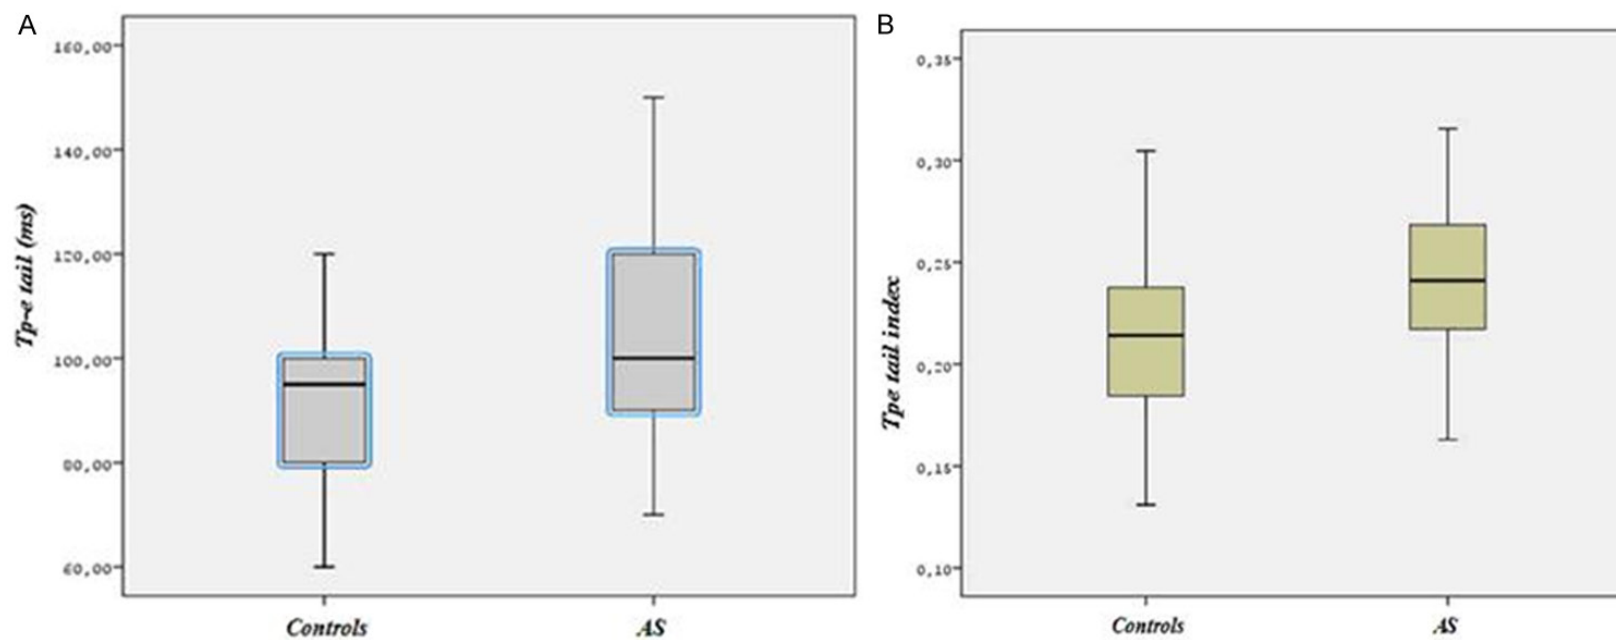 A
160,00
140,00
120,00
100,00
80,00
60,00
Tp-e tail (ms)
Controls
AS
B
0,35
0,30
0,25
0,20
0,15
0,10
Tpe tail index
Controls
AS